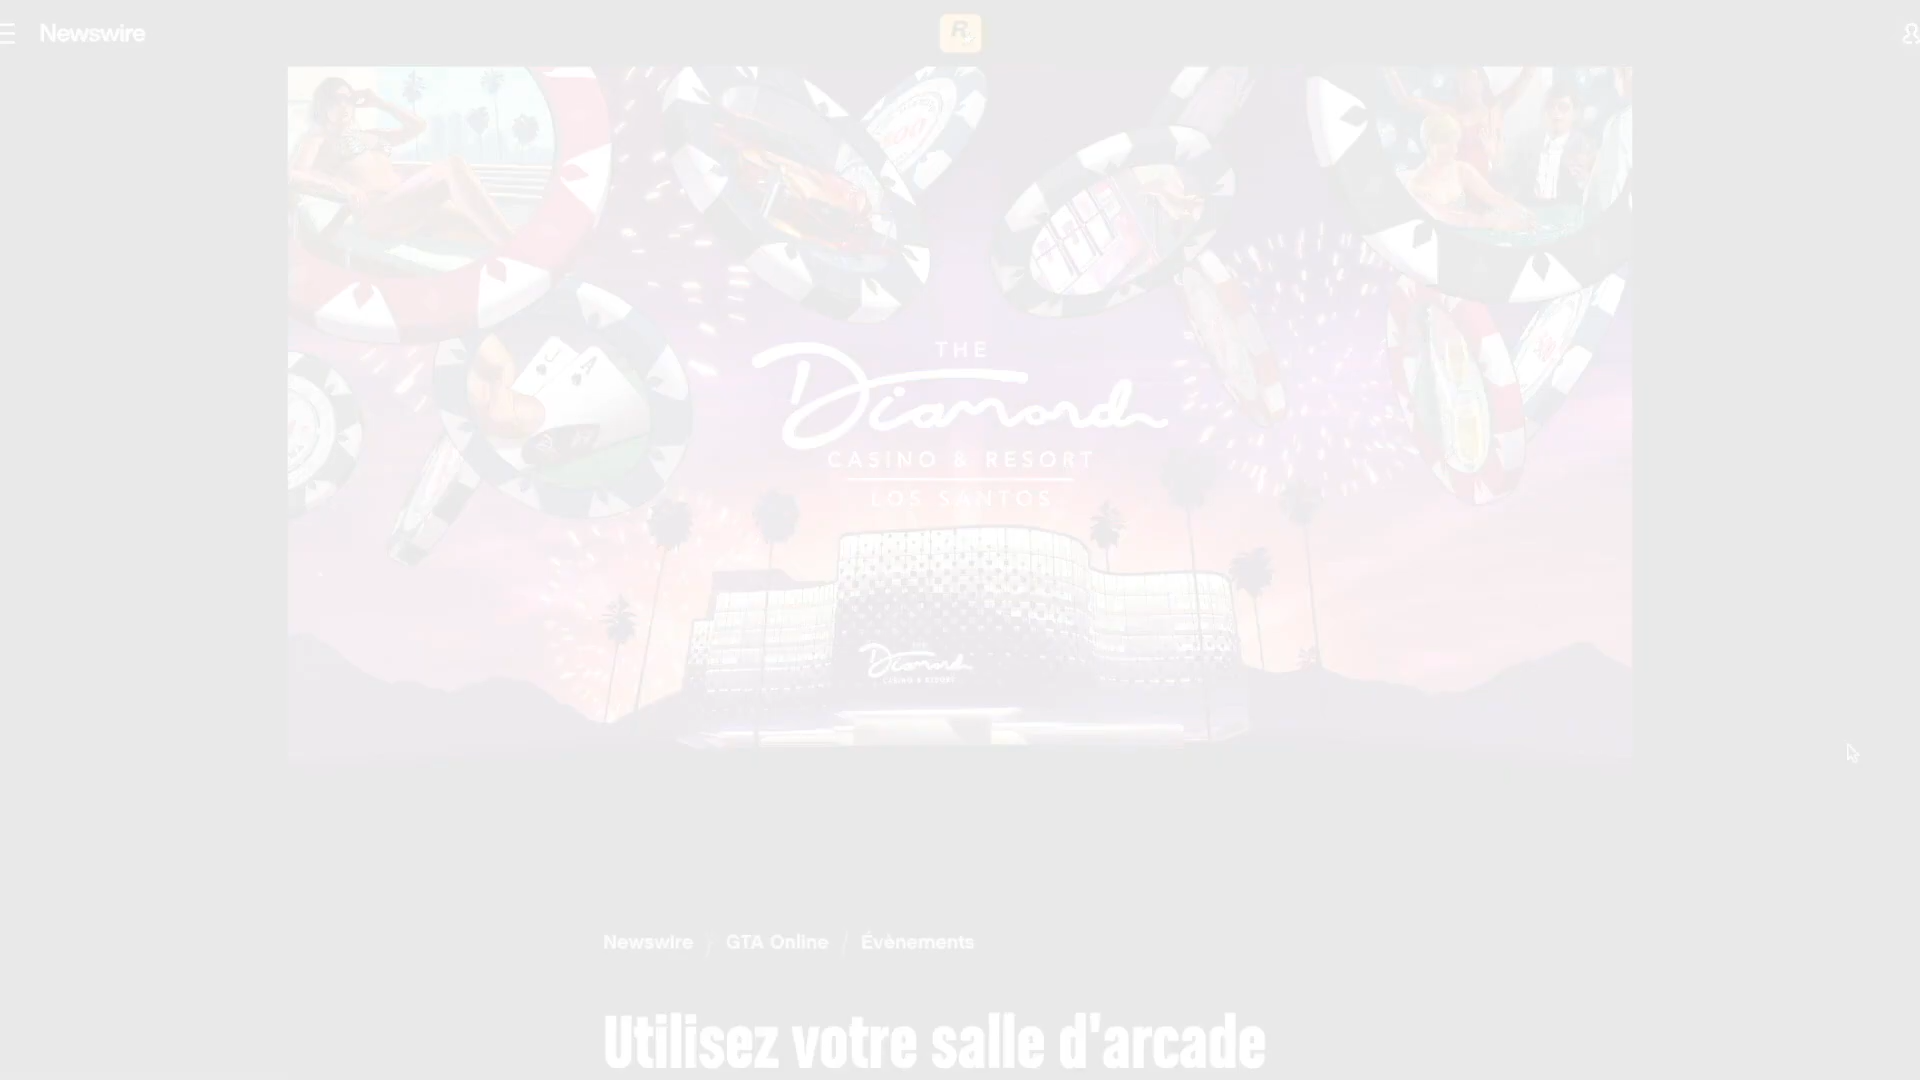 Newswire
THE
Diamond
CASINO & RESORT
LOS SANTOS
Diamond
Newswire / GTA Online / Évènements
Utilisez votre salle d'arcade